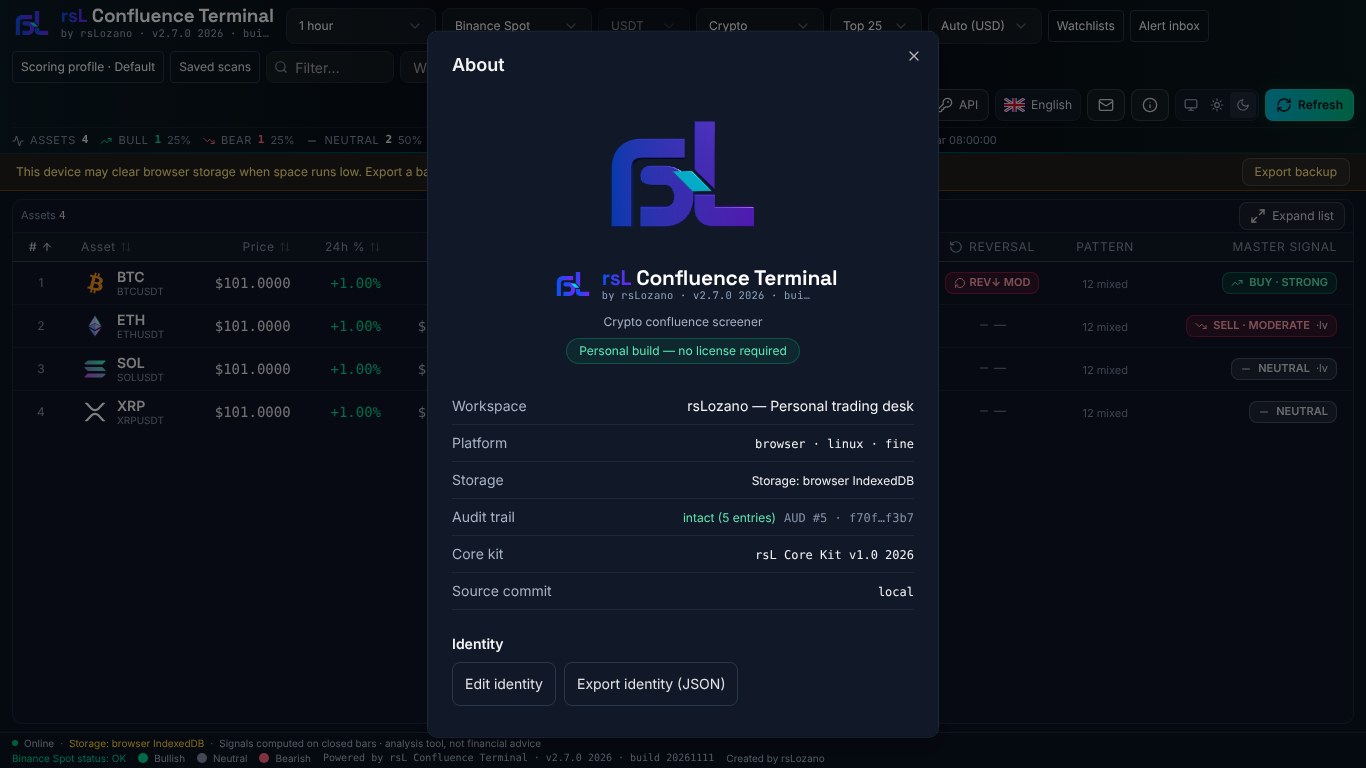 rsL Confluence Terminal
by rsLozano · v2.7.0 2026 · bui…
1 hour
Binance Spot
USDT
Crypto
Top 25
Auto (USD)
Watchlists
Alert inbox
Scoring profile · Default
Saved scans
Filter...
API
English
Refresh
ASSETS 4 BULL 1 25% BEAR 1 25% NEUTRAL 2 50%
08:00:00
This device may clear browser storage when space runs low. Export a
Export backup
Assets 4
Expand list
# Asset Price 24h % REVERSAL PATTERN MASTER SIGNAL
1 BTC $101.0000 +1.00% REV↓ MOD 12 mixed BUY · STRONG
BTCUSDT
2 ETH $101.0000 +1.00% $ — — 12 mixed SELL · MODERATE ·lv
ETHUSDT
3 SOL $101.0000 +1.00% — — 12 mixed — NEUTRAL ·lv
SOLUSDT
4 XRP $101.0000 +1.00% $ — — 12 mixed — NEUTRAL
XRPUSDT
About
rsL
rsL Confluence Terminal
by rsLozano · v2.7.0 2026 · bui…
Crypto confluence screener
Personal build — no license required
Workspace rsLozano — Personal trading desk
Platform browser · linux · fine
Storage Storage: browser IndexedDB
Audit trail intact (5 entries) AUD #5 · f70f…f3b7
Core kit rsL Core Kit v1.0 2026
Source commit local
Identity
Edit identity
Export identity (JSON)
Online · Storage: browser IndexedDB · Signals computed on closed bars · analysis tool, not financial advice
Binance Spot status: OK Bullish Neutral Bearish Powered by rsL Confluence Terminal · v2.7.0 2026 · build 20261111 Created by rsLozano